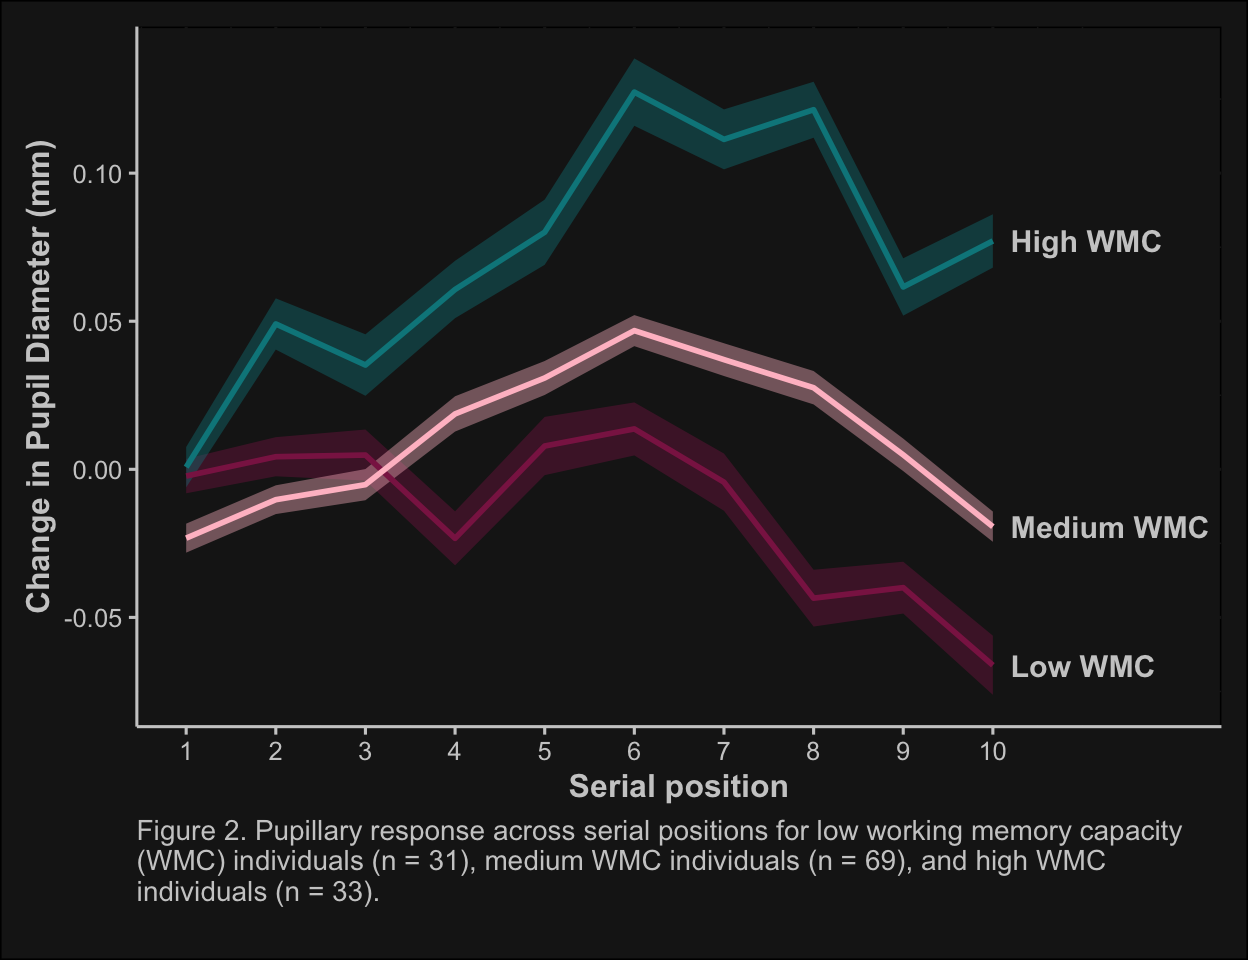 Change in Pupil Diameter (mm)
0.10
0.05
0.00
-0.05
High WMC
Medium WMC
Low WMC
1 2 3 4 5 6 7 8 9 10
Serial position
Figure 2. Pupillary response across serial positions for low working memory capacity
(WMC) individuals (n = 31), medium WMC individuals (n = 69), and high WMC
individuals (n = 33).